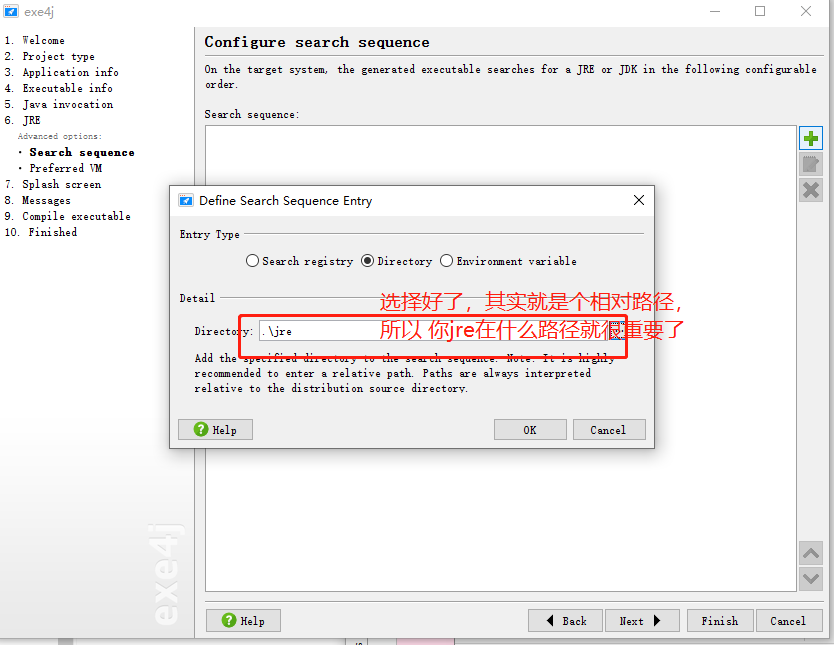 exe4j
1. Welcome
2. Project type
3. Application info
4. Executable info
5. Java invocation
6. JRE
Advanced options:
· Search sequence
· Preferred VM
7. Splash screen
8. Messages
9. Compile executable
10. Finished
exe4j
Configure search sequence
On the target system, the generated executable searches for a JRE or JDK in the following configurable
order.
Search sequence:
Define Search Sequence Entry
Entry Type
Search registry Directory Environment variable
Detail
选择好了，其实就是个相对路径，
所以 你jre在什么路径就很重要了
Directory: .\jre
Add the specified directory to the search sequence. Note: It is highly
recommended to enter a relative path. Paths are always interpreted
relative to the distribution source directory.
Help OK Cancel
Help Back Next Finish Cancel